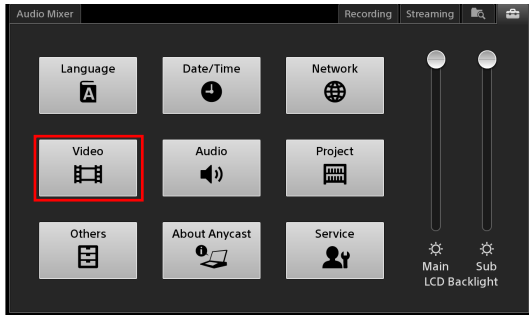 Audio Mixer
Recording
Streaming
Language
Date/Time
Network
A
Video
Audio
Project
Others
About Anycast
Service
Main
Sub
LCD Backlight